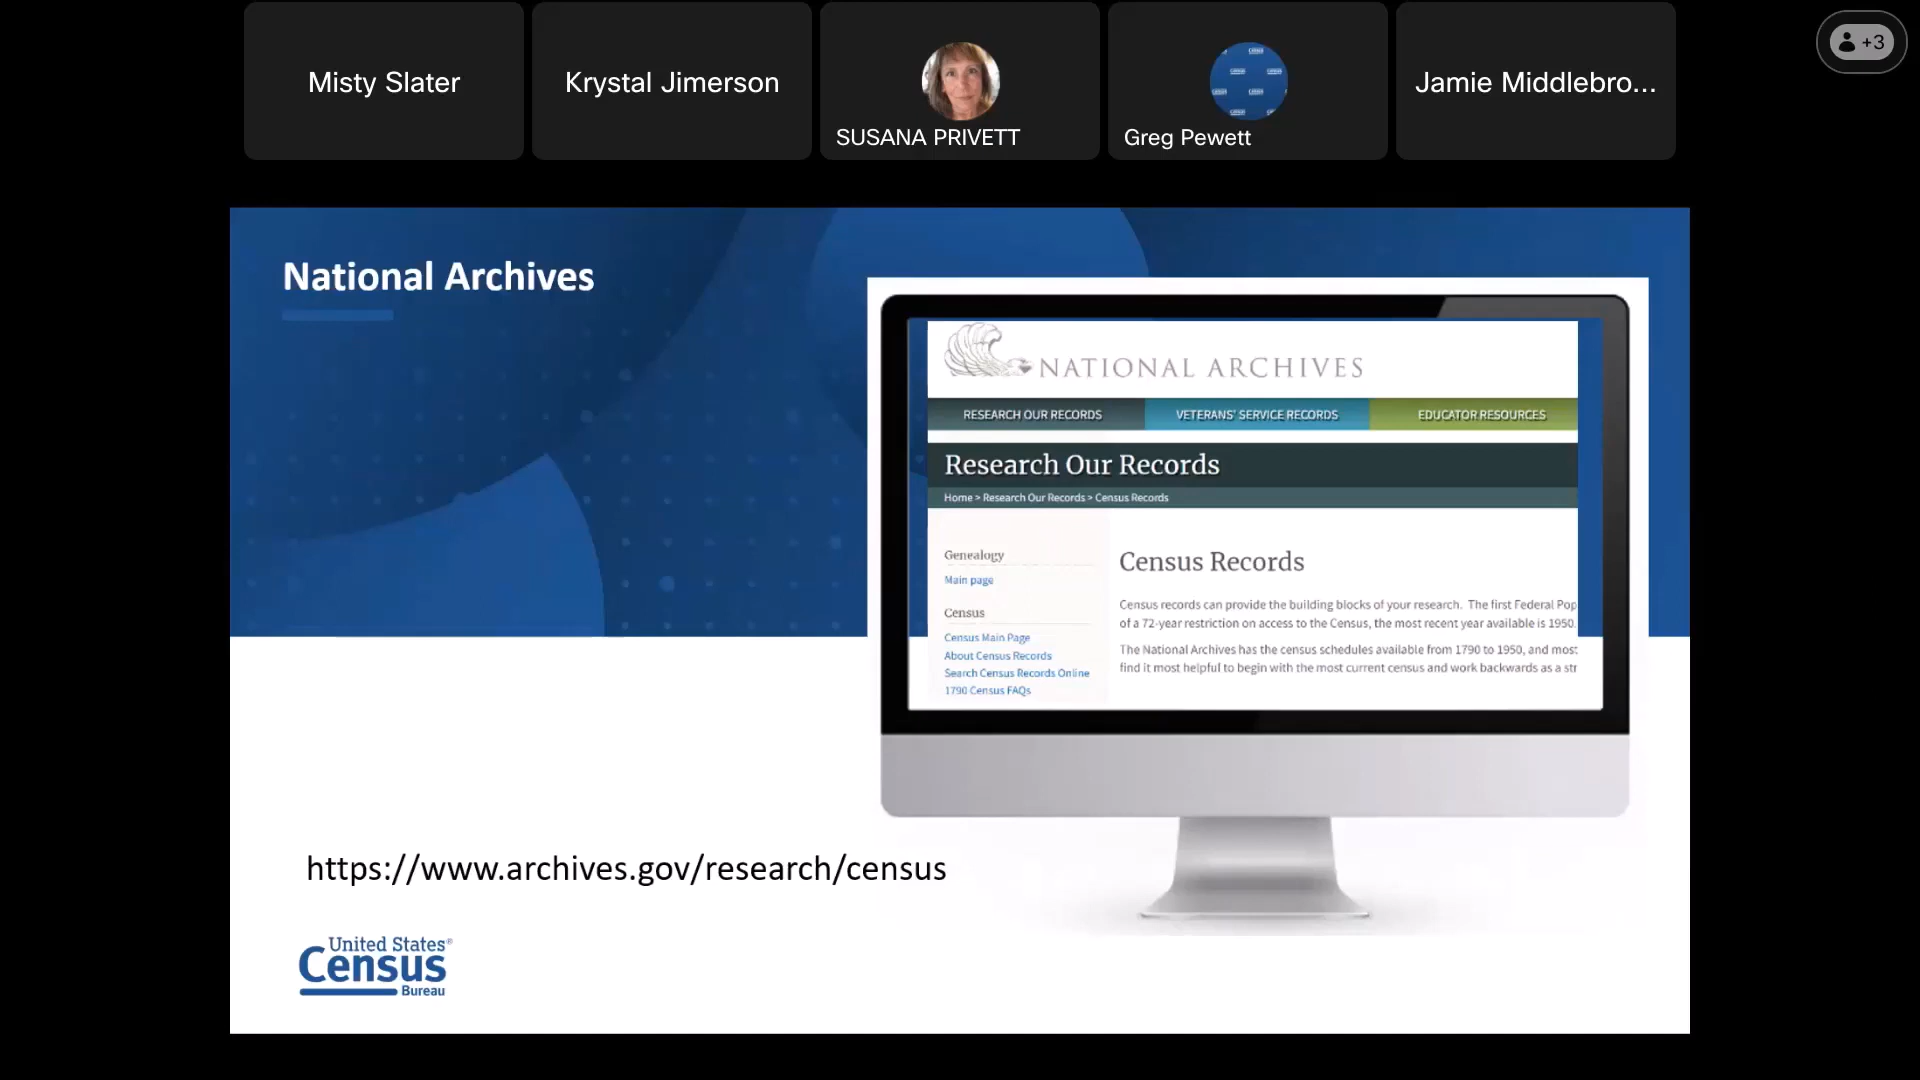 Misty Slater
Krystal Jimerson
SUSANA PRIVETT
Greg Pewett
Jamie Middlebro...
+3
National Archives
NATIONAL ARCHIVES
RESEARCH OUR RECORDS
VETERANS' SERVICE RECORDS
EDUCATOR RESOURCES
Research Our Records
Home > Research Our Records > Census Records
Genealogy
Main page
Census
Census Main Page
About Census Records
Search Census Records Online
1790 Census FAQs
Census Records
Census records can provide the building blocks of your research. The first Federal Pop
of a 72-year restriction on access to the Census, the most recent year available is 1950.
The National Archives has the census schedules available from 1790 to 1950, and most
find it most helpful to begin with the most current census and work backwards as a str
https://www.archives.gov/research/census
United States®
Census
Bureau